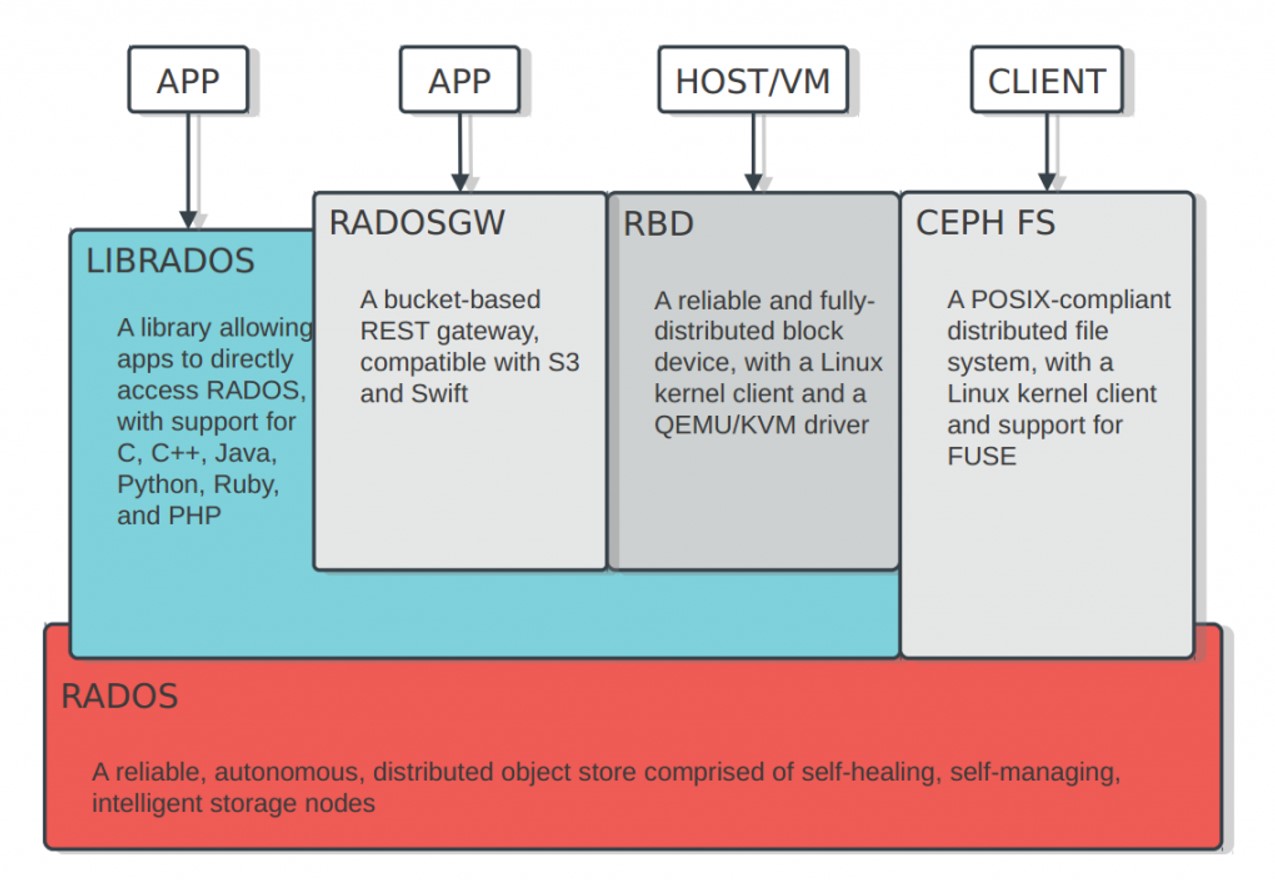 APP
APP
HOST/VM
CLIENT
LIBRADOS
A library allowing
apps to directly
access RADOS,
with support for
C, C++, Java,
Python, Ruby,
and PHP
RADOSGW
A bucket-based
REST gateway,
compatible with S3
and Swift
RBD
A reliable and fully-
distributed block
device, with a Linux
kernel client and a
QEMU/KVM driver
CEPH FS
A POSIX-compliant
distributed file
system, with a
Linux kernel client
and support for
FUSE
RADOS
A reliable, autonomous, distributed object store comprised of self-healing, self-managing,
intelligent storage nodes